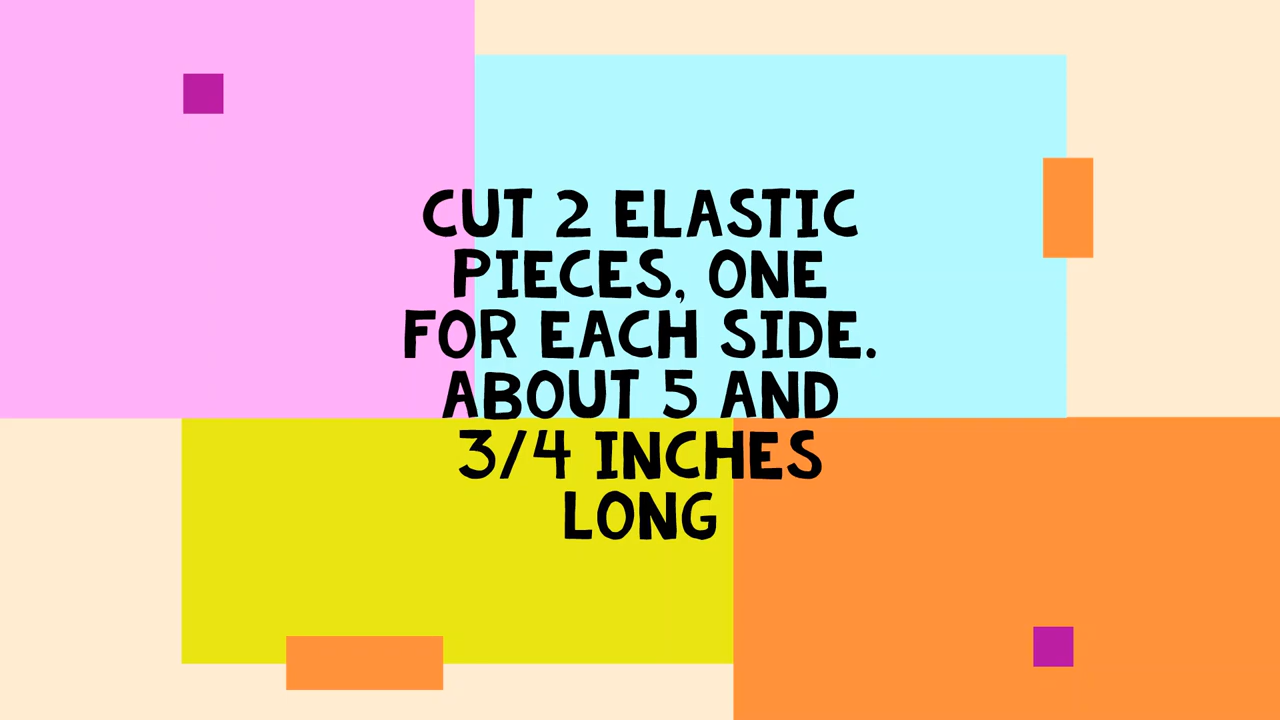 CUT 2 ELASTIC
PIECES, ONE
FOR EACH SIDE.
ABOUT 5 AND
3/4 INCHES
LONG